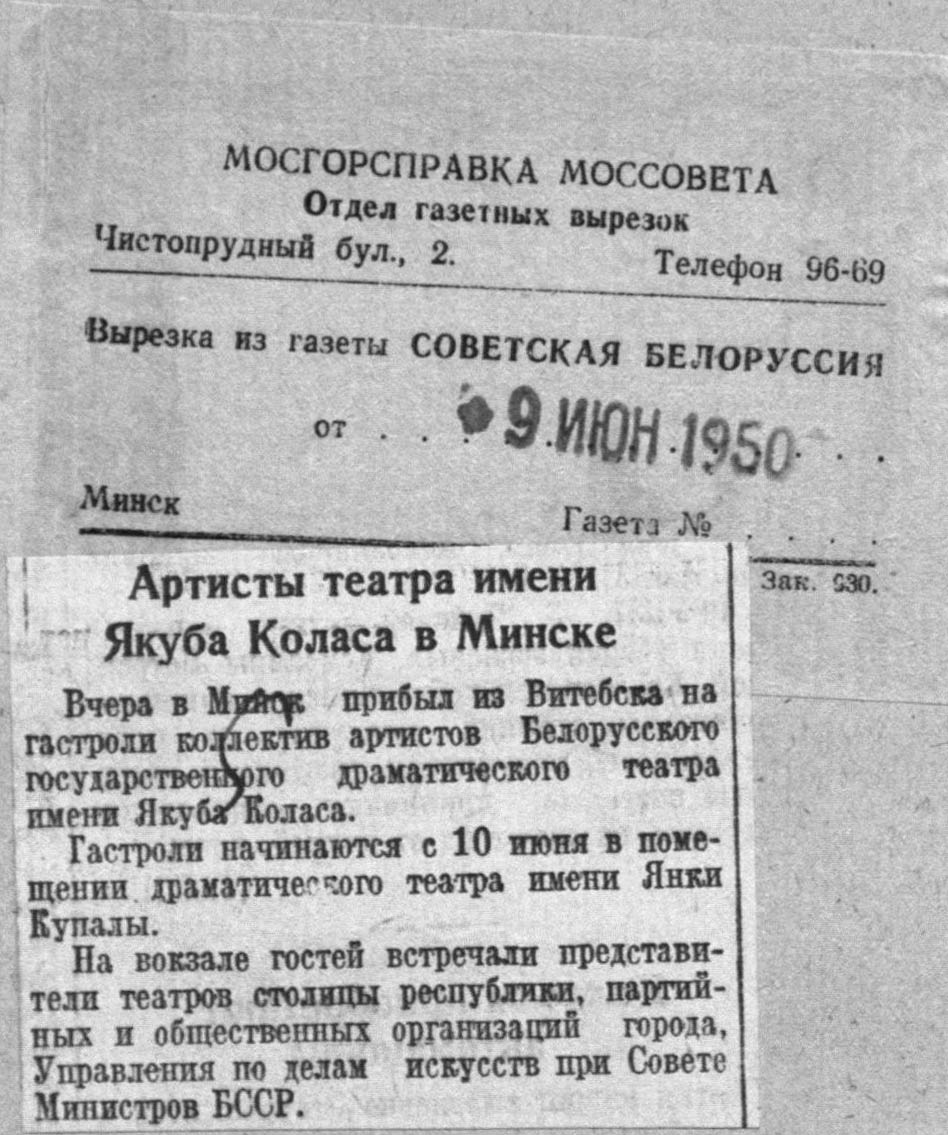 МОСГОРСПРАВКА МОССОВЕТА
Отдел газетных вырезок
Чистопрудный бул., 2. Телефон 96-69
Вырезка из газеты СОВЕТСКАЯ БЕЛОРУССИЯ
от . . . 9 ИЮН 1950 . . .
Минск Газета № . . . .
Зак. 930.
Артисты театра имени
Якуба Коласа в Минске
Вчера в Минск прибыл из Витебска на
гастроли коллектив артистов Белорусского
государственного драматического театра
имени Якуба Коласа.
Гастроли начинаются с 10 июня в поме-
щении драматического театра имени Янки
Купалы.
На вокзале гостей встречали представи-
тели театров столицы республики, партий-
ных и общественных организаций города,
Управления по делам искусств при Совете
Министров БССР.